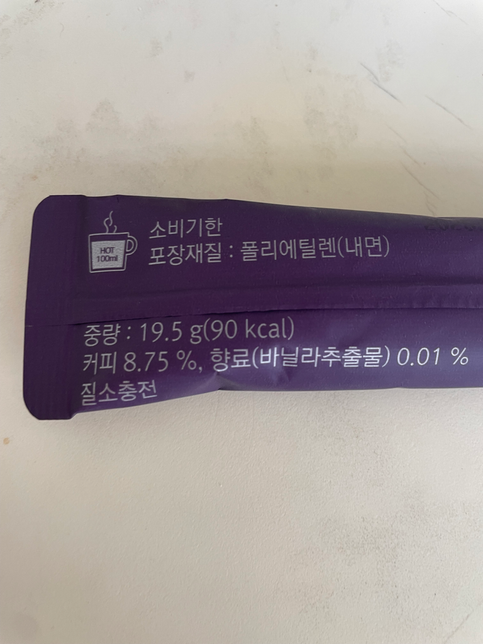 HOT
100ml
소비기한
포장재질 : 폴리에틸렌(내면)
중량 : 19.5 g(90 kcal)
커피 8.75 %, 향료(바닐라추출물) 0.01 %
질소충전